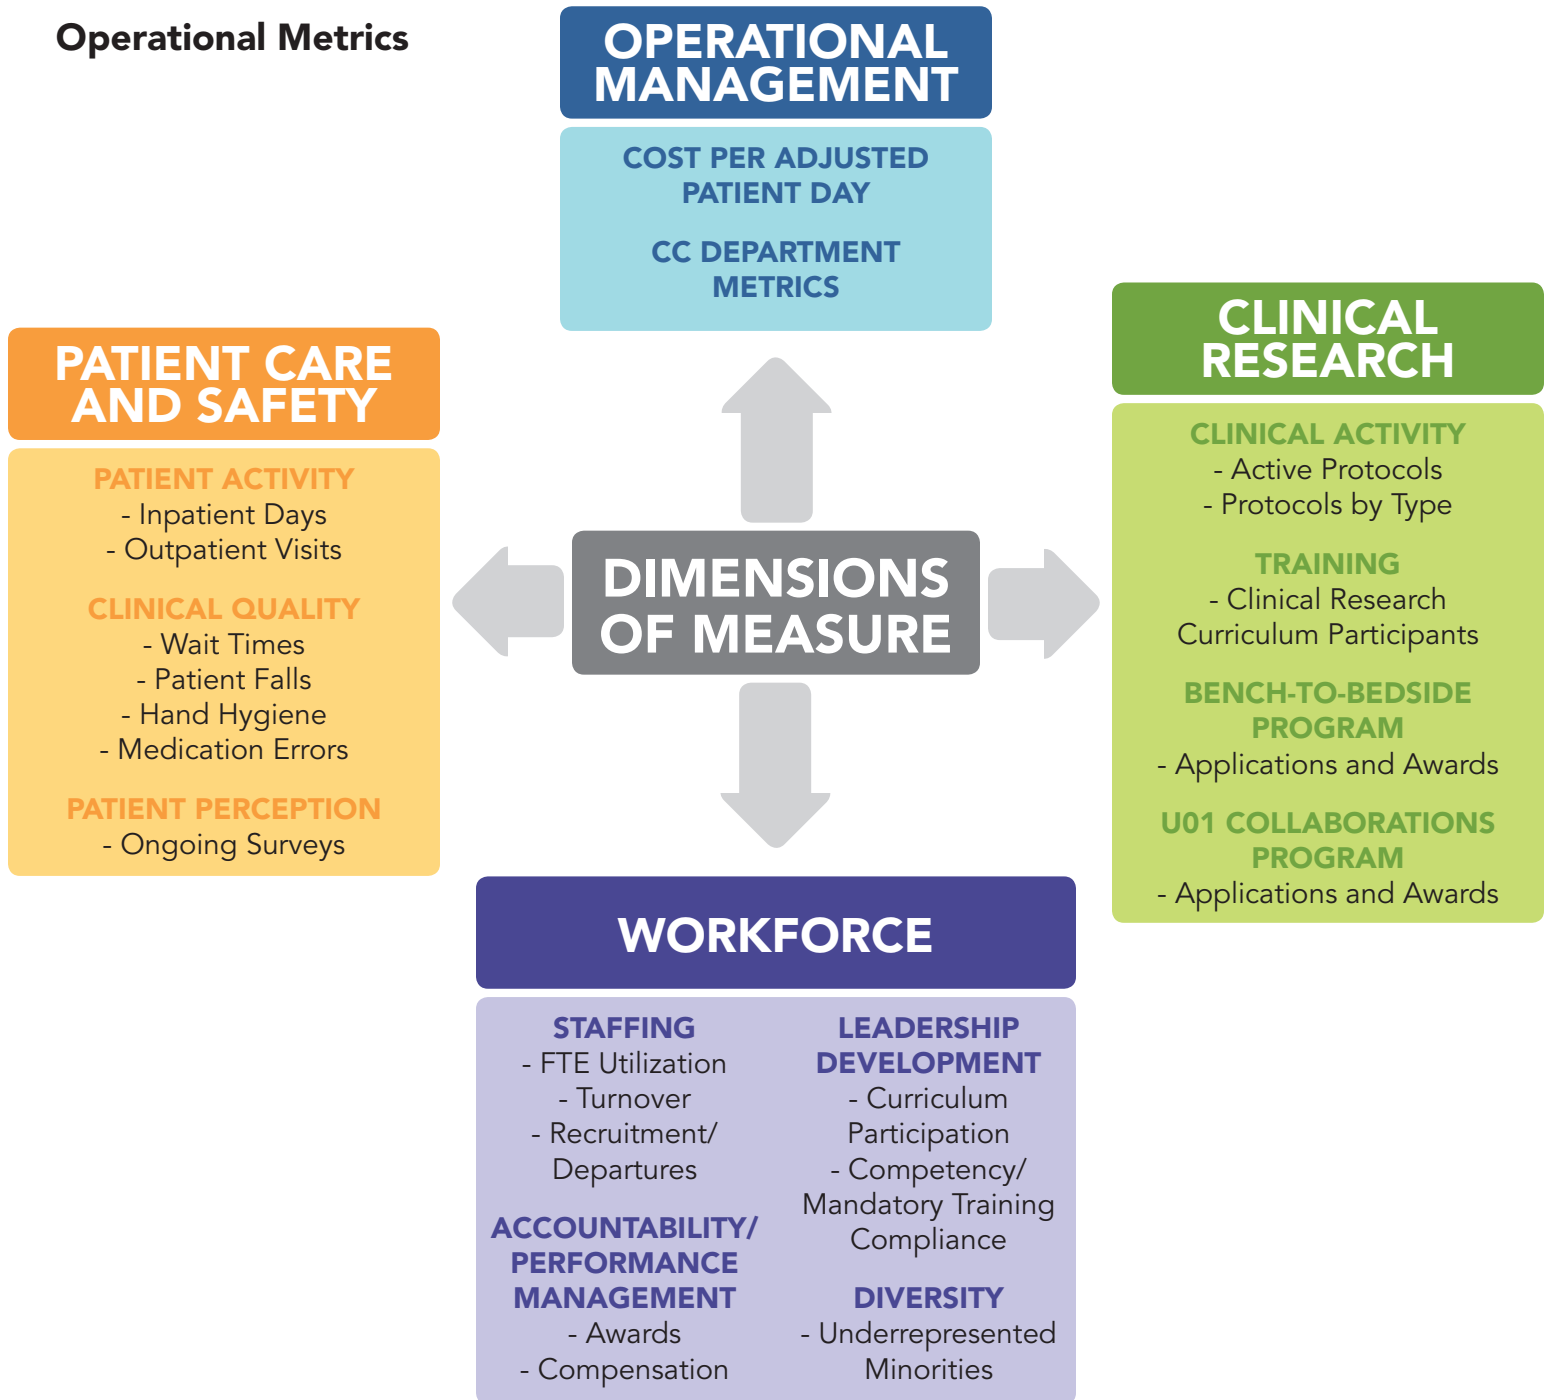 Operational Metrics
OPERATIONAL
MANAGEMENT
COST PER ADJUSTED
PATIENT DAY
CC DEPARTMENT
METRICS
PATIENT CARE
AND SAFETY
PATIENT ACTIVITY
- Inpatient Days
- Outpatient Visits
CLINICAL QUALITY
- Wait Times
- Patient Falls
- Hand Hygiene
- Medication Errors
PATIENT PERCEPTION
- Ongoing Surveys
DIMENSIONS
OF MEASURE
CLINICAL
RESEARCH
CLINICAL ACTIVITY
- Active Protocols
- Protocols by Type
TRAINING
- Clinical Research
Curriculum Participants
BENCH-TO-BEDSIDE
PROGRAM
- Applications and Awards
U01 COLLABORATIONS
PROGRAM
- Applications and Awards
WORKFORCE
STAFFING
- FTE Utilization
- Turnover
- Recruitment/
Departures
ACCOUNTABILITY/
PERFORMANCE
MANAGEMENT
- Awards
- Compensation
LEADERSHIP
DEVELOPMENT
- Curriculum
Participation
- Competency/
Mandatory Training
Compliance
DIVERSITY
- Underrepresented
Minorities